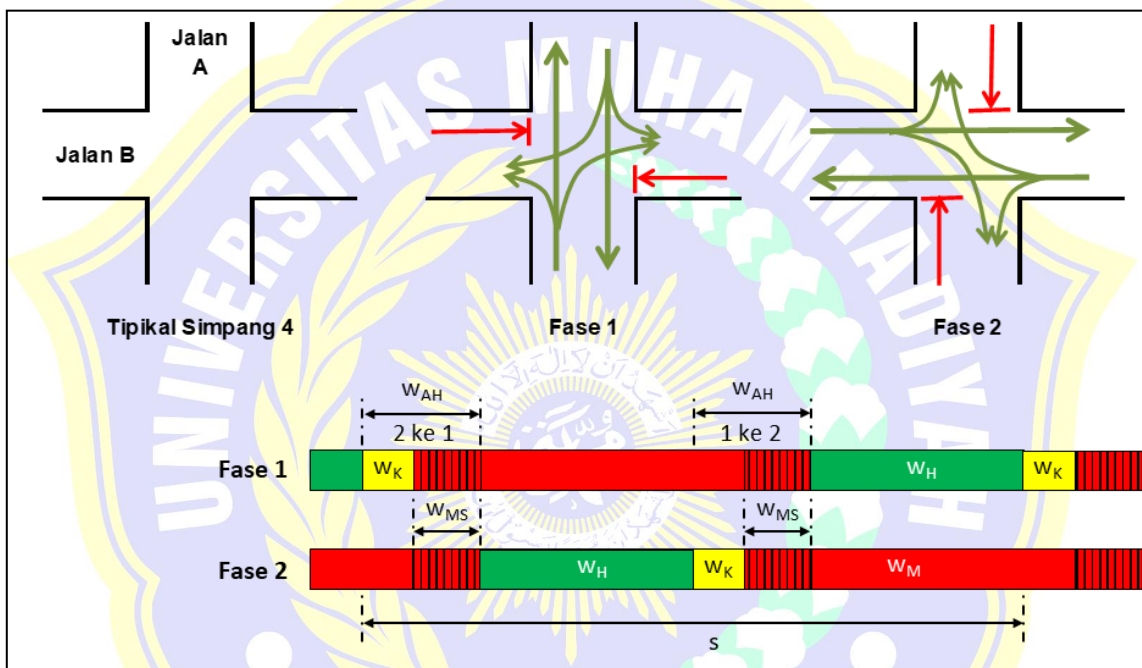 Jalan
A
Jalan B
Tipikal Simpang 4
Fase 1
Fase 2
UNIVERSITAS MUHAMMADIYAH
WAH
WAH
2 ke 1
1 ke 2
Fase 1
WK
WH
WK
WMS
WMS
Fase 2
WH
WK
WM
s